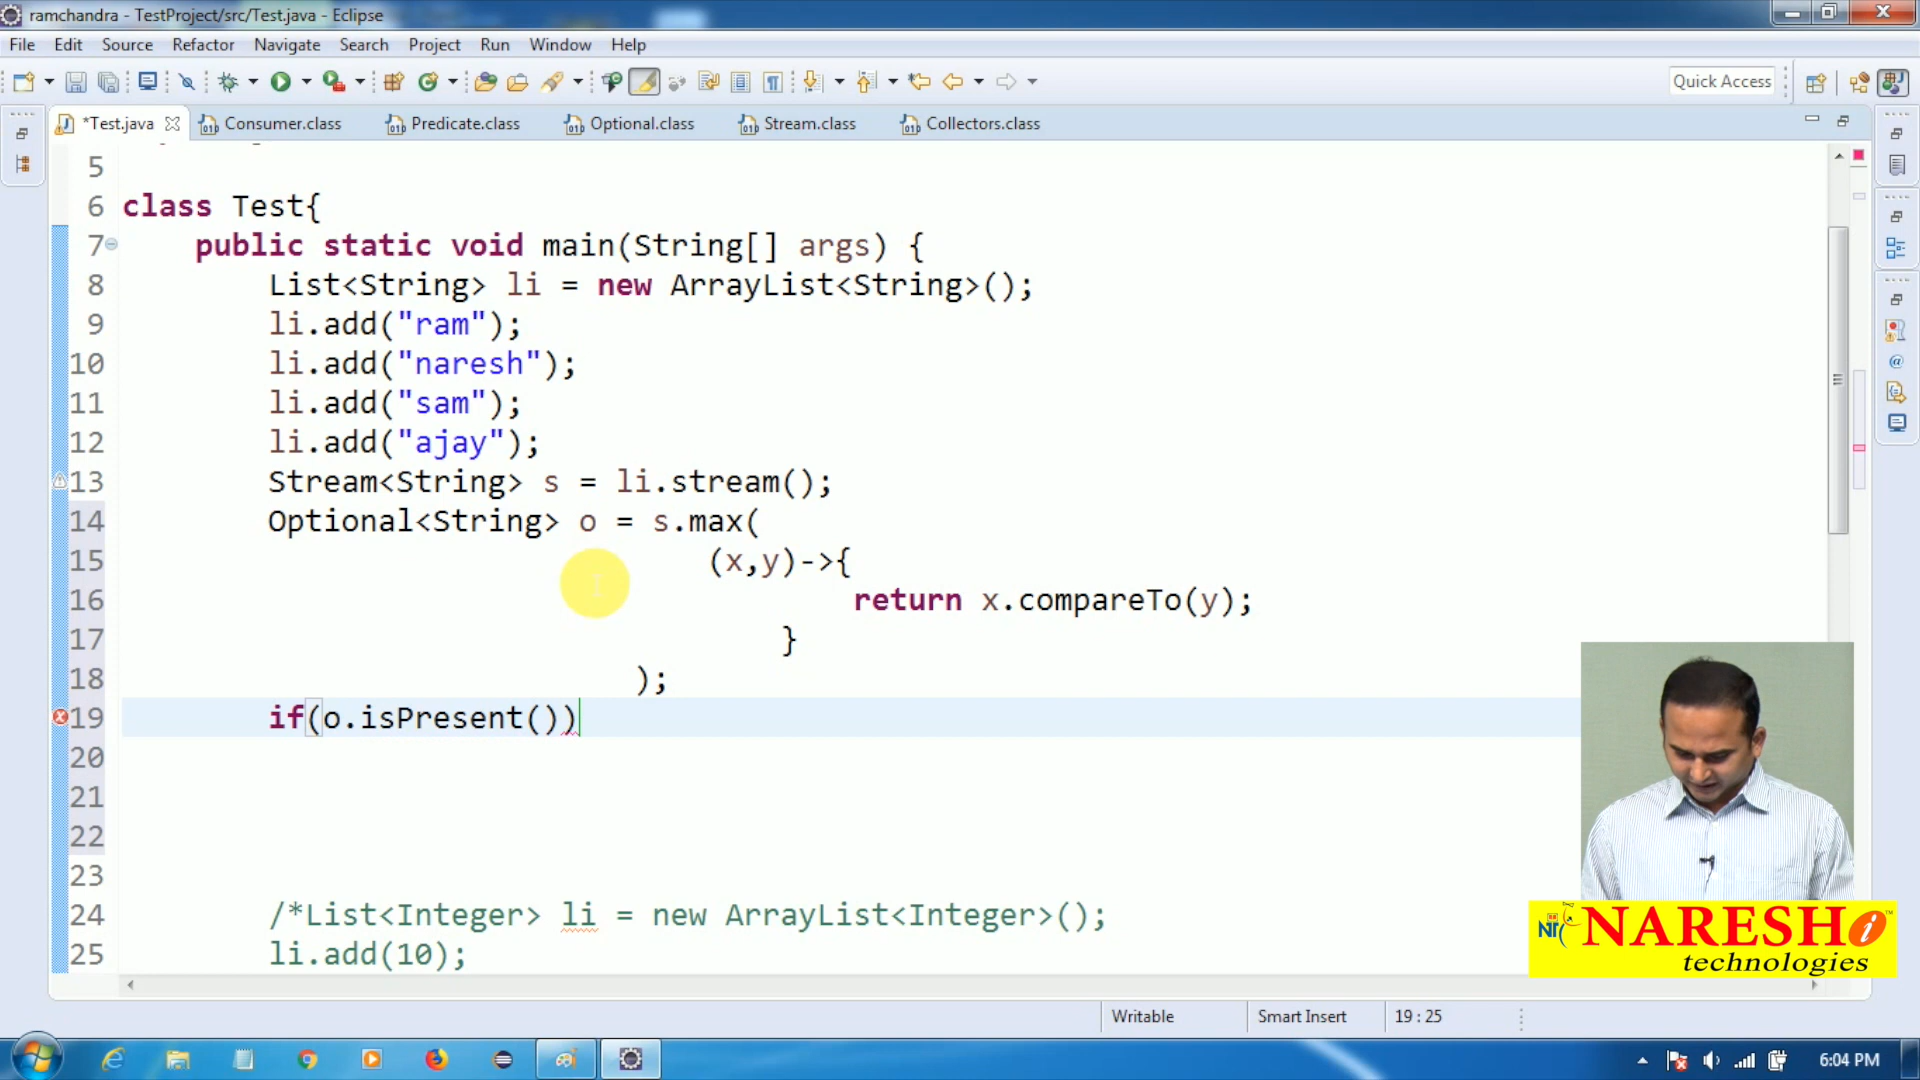 ramchandra - TestProject/src/Test.java - Eclipse
File Edit Source Refactor Navigate Search Project Run Window Help
Quick Access
*Test.java Consumer.class Predicate.class Optional.class Stream.class Collectors.class
5
6 class Test{
7 public static void main(String[] args) {
8 List<String> li = new ArrayList<String>();
9 li.add("ram");
10 li.add("naresh");
11 li.add("sam");
12 li.add("ajay");
13 Stream<String> s = li.stream();
14 Optional<String> o = s.max(
15 (x,y)->{
16 return x.compareTo(y);
17 }
18 );
19 if(o.isPresent())
20
21
22
23
24 /*List<Integer> li = new ArrayList<Integer>();
25 li.add(10);
NARESH i
technologies
Writable Smart Insert 19 : 25
6:04 PM